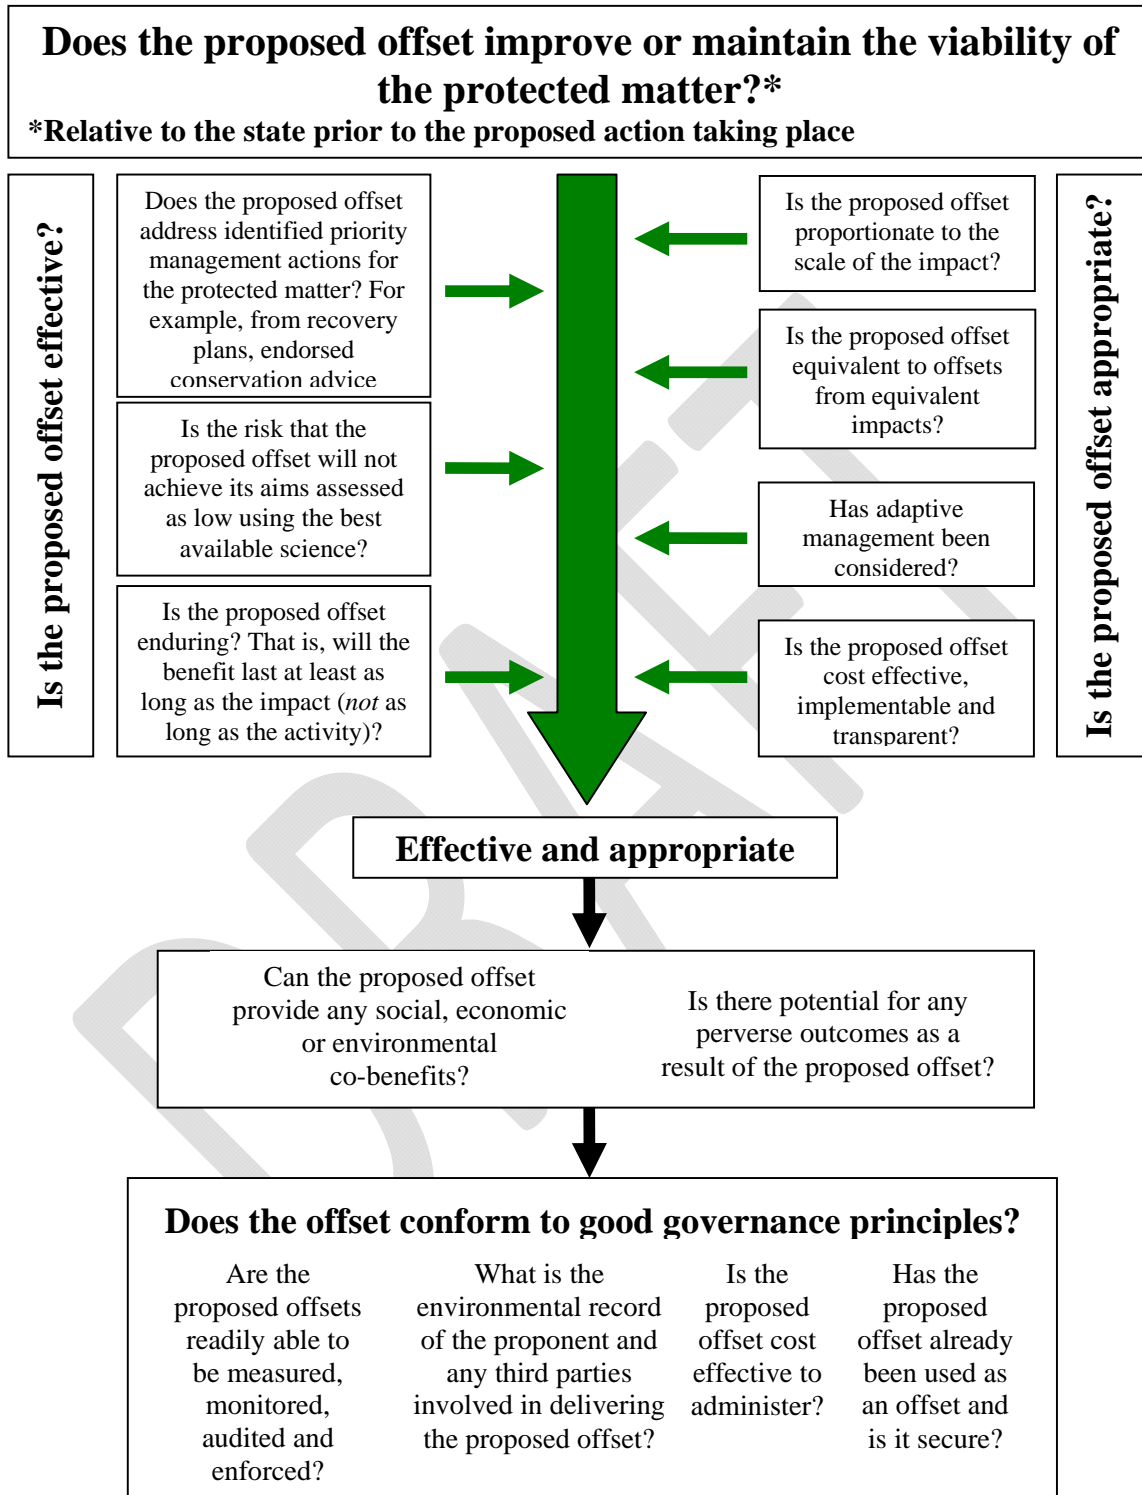 Does the proposed offset improve or maintain the viability of
the protected matter?*
*Relative to the state prior to the proposed action taking place
Is the proposed offset effective?
Does the proposed offset
address identified priority
management actions for
the protected matter? For
example, from recovery
plans, endorsed
conservation advice
Is the risk that the
proposed offset will not
achieve its aims assessed
as low using the best
available science?
Is the proposed offset
enduring? That is, will the
benefit last at least as
long as the impact (not as
long as the activity)?
Is the proposed offset
proportionate to the
scale of the impact?
Is the proposed offset
equivalent to offsets
from equivalent
impacts?
Has adaptive
management been
considered?
Is the proposed offset
cost effective,
implementable and
transparent?
Is the proposed offset appropriate?
Effective and appropriate
Can the proposed offset
provide any social, economic
or environmental
co-benefits?
Is there potential for any
perverse outcomes as a
result of the proposed offset?
Does the offset conform to good governance principles?
Are the
proposed offsets
readily able to
be measured,
monitored,
audited and
enforced?
What is the
environmental record
of the proponent and
any third parties
involved in delivering
the proposed offset?
Is the
proposed
offset cost
effective to
administer?
Has the
proposed
offset already
been used as
an offset and
is it secure?
DRAFT